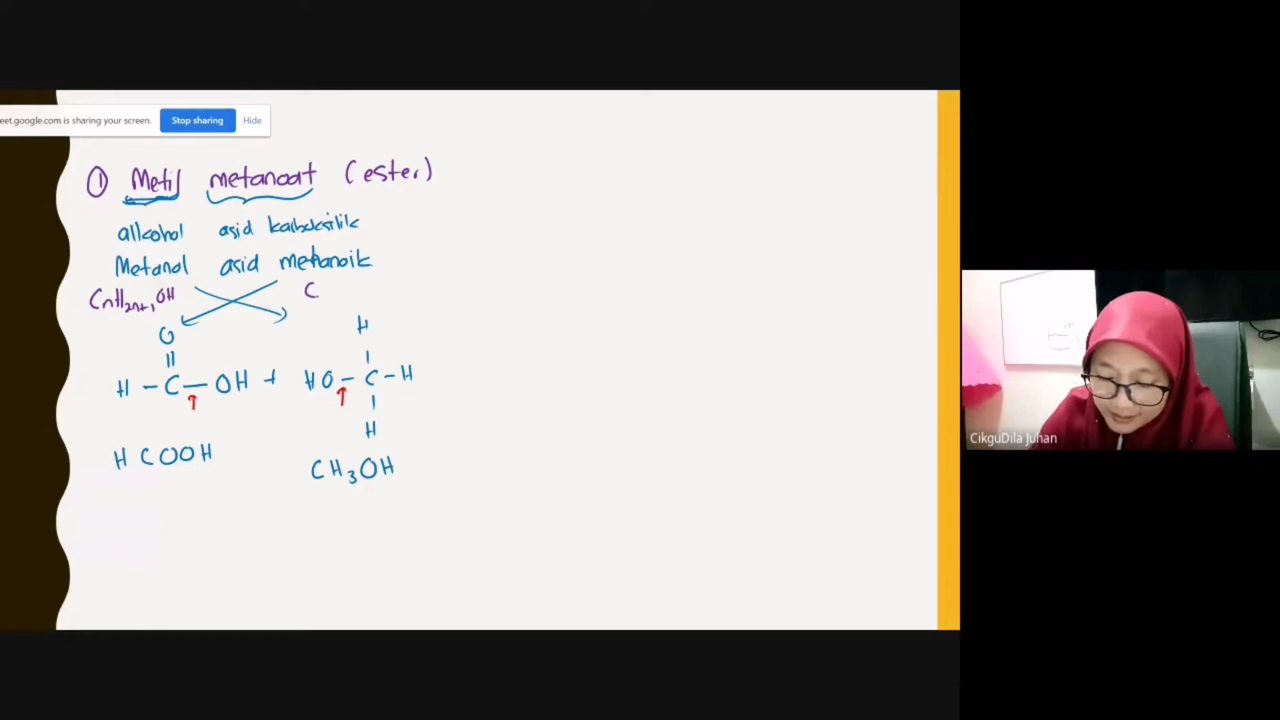 eet.google.com is sharing your screen. Stop sharing Hide
① Metil metanoat (ester)
alkohol asid karboksilik
Metanol asid metanoik
CnH2n+1OH C
O
||
H – C – OH + HO – C – H
H
H
HCOOH CH3OH
CikguDila Juhan